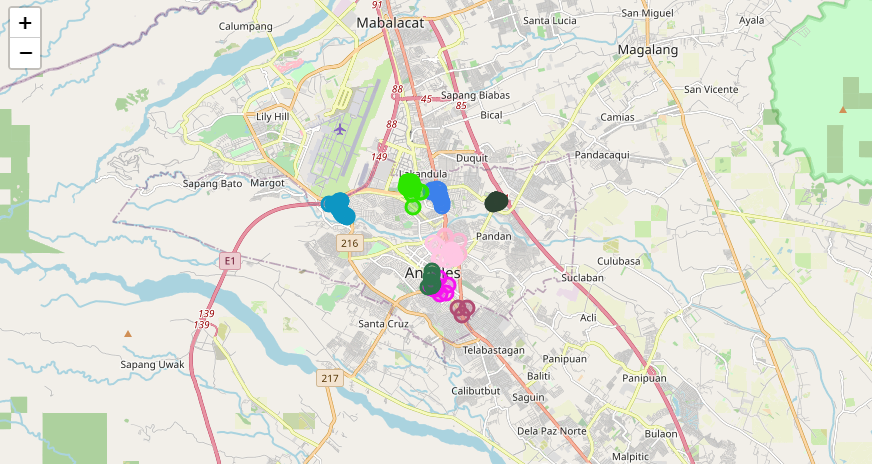 +
−
91
Mabalacat
Calumpang
Santa Lucia
San Miguel
Ayala
Magalang
88
45
Sapang Biabas
85
San Vicente
Lily Hill
88
Bical
Camias
149
Duquit
Pandacaqui
Sapang Bato
Margot
216
Pandan
E1
Culubasa
Suclaban
139
139
Santa Cruz
Acli
Sapang Uwak
Telabastagan
Panipuan
217
Baliti
Panipuan
Calibutbut
Saguin
Dela Paz Norte
Bulaon
Malpitic